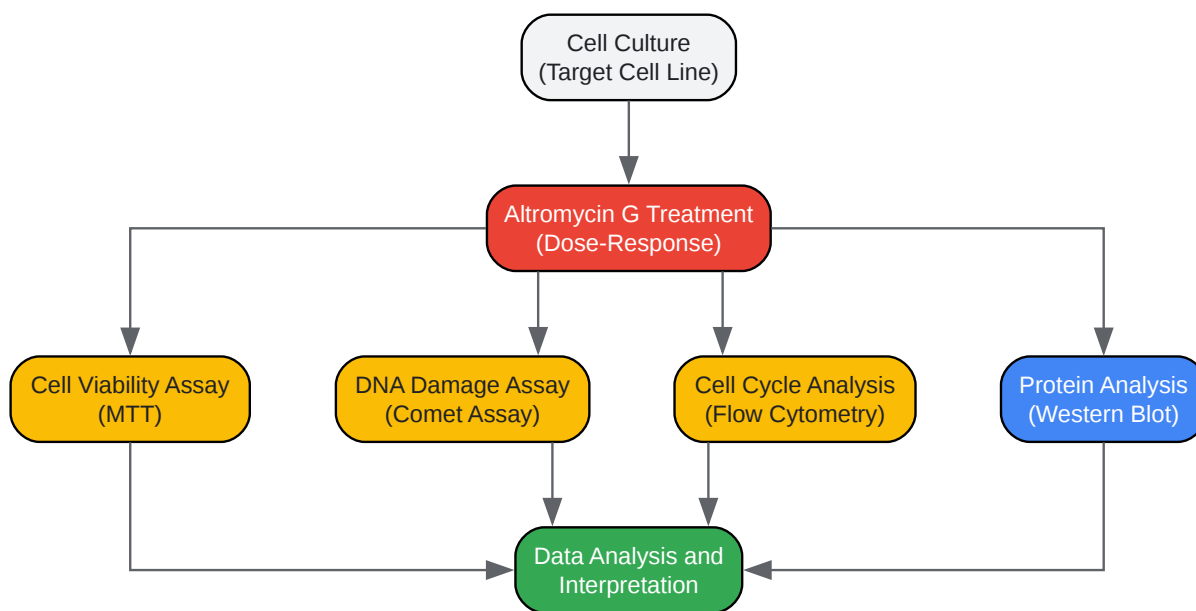 Cell Culture
(Target Cell Line)
Altromycin G Treatment
(Dose-Response)
Cell Viability Assay
(MTT)
DNA Damage Assay
(Comet Assay)
Cell Cycle Analysis
(Flow Cytometry)
Protein Analysis
(Western Blot)
Data Analysis and
Interpretation